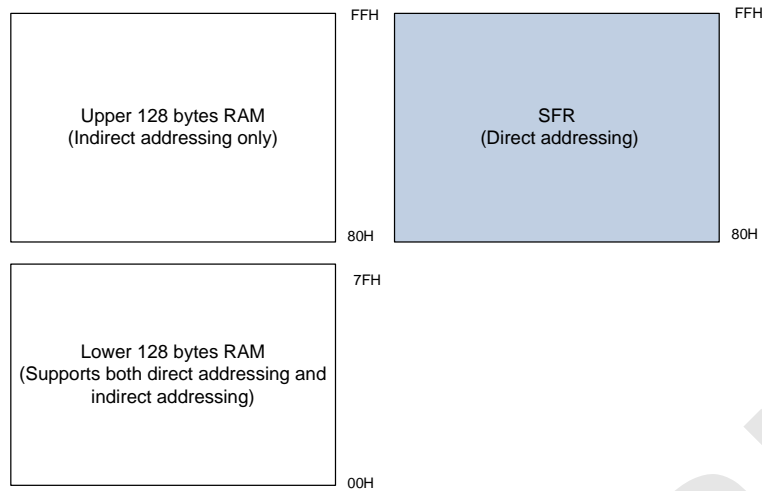 FFH
Upper 128 bytes RAM
(Indirect addressing only)
80H
FFH
SFR
(Direct addressing)
80H
7FH
Lower 128 bytes RAM
(Supports both direct addressing and
indirect addressing)
00H